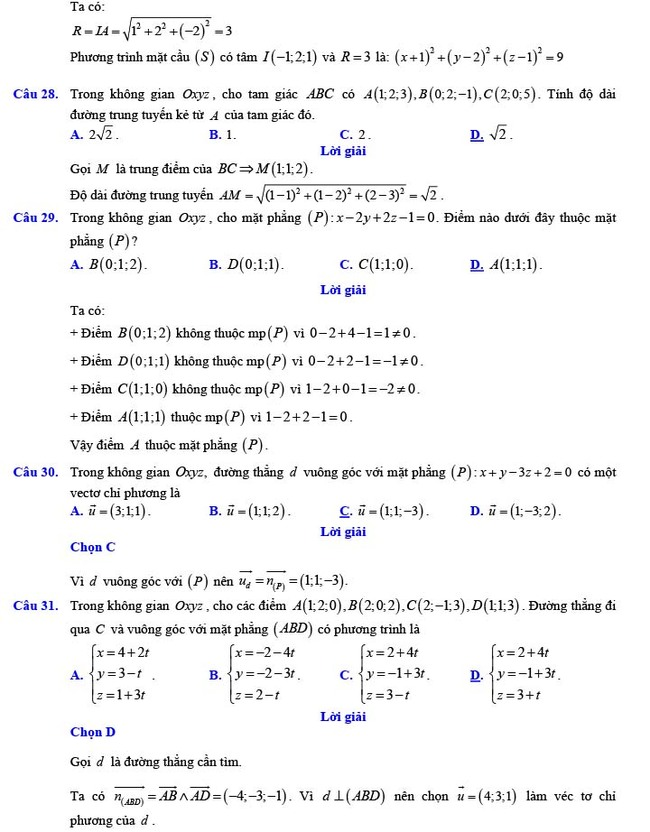 Ta có:
R = IA = √(1² + 2² + (−2)²) = 3
Phương trình mặt cầu (S) có tâm I(−1;2;1) và R = 3 là: (x+1)² + (y−2)² + (z−1)² = 9
Câu 28. Trong không gian Oxyz, cho tam giác ABC có A(1;2;3), B(0;2;−1), C(2;0;5). Tính độ dài
đường trung tuyến kẻ từ A của tam giác đó.
A. 2√2. B. 1. C. 2. D. √2.
Lời giải
Gọi M là trung điểm của BC ⇒ M(1;1;2).
Độ dài đường trung tuyến AM = √((1−1)² + (1−2)² + (2−3)²) = √2.
Câu 29. Trong không gian Oxyz, cho mặt phẳng (P): x − 2y + 2z − 1 = 0. Điểm nào dưới đây thuộc mặt
phẳng (P)?
A. B(0;1;2). B. D(0;1;1). C. C(1;1;0). D. A(1;1;1).
Lời giải
Ta có:
+ Điểm B(0;1;2) không thuộc mp(P) vì 0 − 2 + 4 − 1 = 1 ≠ 0.
+ Điểm D(0;1;1) không thuộc mp(P) vì 0 − 2 + 2 − 1 = −1 ≠ 0.
+ Điểm C(1;1;0) không thuộc mp(P) vì 1 − 2 + 0 − 1 = −2 ≠ 0.
+ Điểm A(1;1;1) thuộc mp(P) vì 1 − 2 + 2 − 1 = 0.
Vậy điểm A thuộc mặt phẳng (P).
Câu 30. Trong không gian Oxyz, đường thẳng d vuông góc với mặt phẳng (P): x + y − 3z + 2 = 0 có một
vectơ chỉ phương là
A. u⃗ = (3;1;1). B. u⃗ = (1;1;2). C. u⃗ = (1;1;−3). D. u⃗ = (1;−3;2).
Lời giải
Chọn C
Vì d vuông góc với (P) nên u_d⃗ = n_(P)⃗ = (1;1;−3).
Câu 31. Trong không gian Oxyz, cho các điểm A(1;2;0), B(2;0;2), C(2;−1;3), D(1;1;3). Đường thẳng đi
qua C và vuông góc với mặt phẳng (ABD) có phương trình là
{x = 4 + 2t {x = −2 − 4t {x = 2 + 4t {x = 2 + 4t
A. {y = 3 − t . B. {y = −2 − 3t. C. {y = −1 + 3t. D. {y = −1 + 3t.
{z = 1 + 3t {z = 2 − t {z = 3 − t {z = 3 + t
Lời giải
Chọn D
Gọi d là đường thẳng cần tìm.
Ta có n_(ABD)⃗ = AB⃗ ∧ AD⃗ = (−4;−3;−1). Vì d ⊥ (ABD) nên chọn u⃗ = (4;3;1) làm véc tơ chỉ
phương của d.